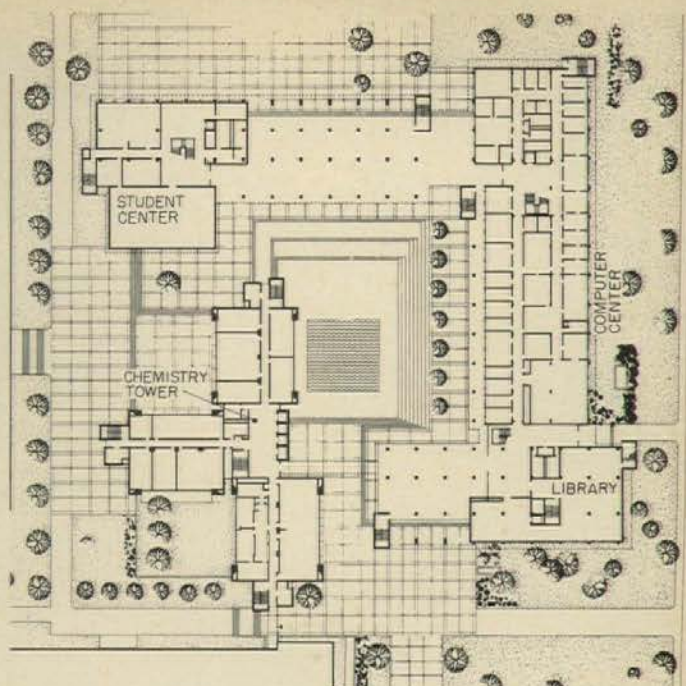 STUDENT
CENTER
COMPUTER
CENTER
CHEMISTRY
TOWER
LIBRARY